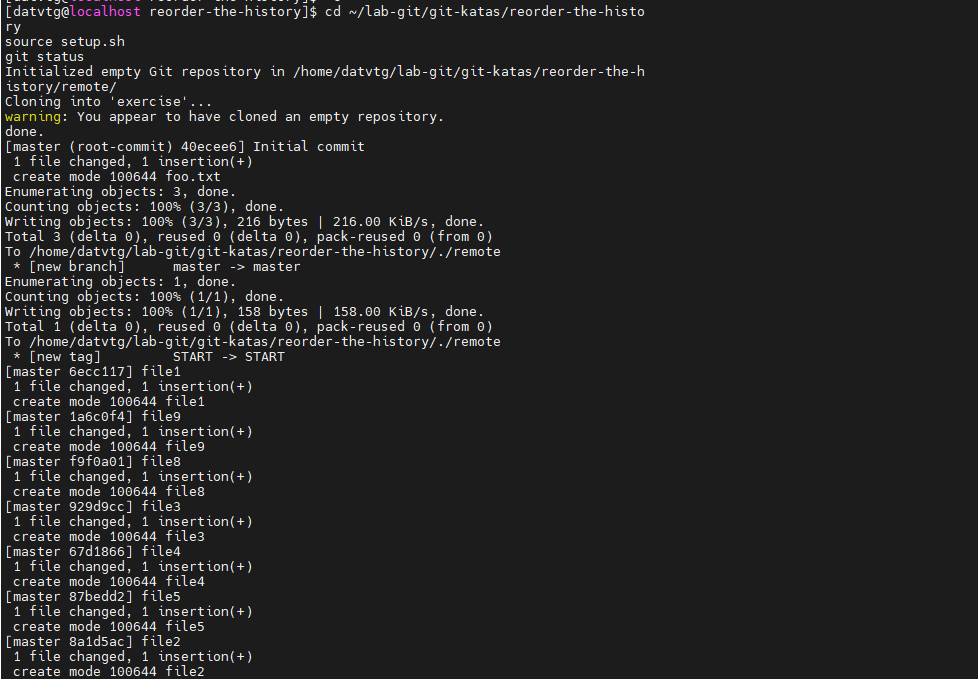 [datvtg@localhost reorder-the-history]$ cd ~/lab-git/git-katas/reorder-the-histo
ry
source setup.sh
git status
Initialized empty Git repository in /home/datvtg/lab-git/git-katas/reorder-the-h
istory/remote/
Cloning into 'exercise'...
warning: You appear to have cloned an empty repository.
done.
[master (root-commit) 40ecee6] Initial commit
 1 file changed, 1 insertion(+)
 create mode 100644 foo.txt
Enumerating objects: 3, done.
Counting objects: 100% (3/3), done.
Writing objects: 100% (3/3), 216 bytes | 216.00 KiB/s, done.
Total 3 (delta 0), reused 0 (delta 0), pack-reused 0 (from 0)
To /home/datvtg/lab-git/git-katas/reorder-the-history/./remote
 * [new branch]      master -> master
Enumerating objects: 1, done.
Counting objects: 100% (1/1), done.
Writing objects: 100% (1/1), 158 bytes | 158.00 KiB/s, done.
Total 1 (delta 0), reused 0 (delta 0), pack-reused 0 (from 0)
To /home/datvtg/lab-git/git-katas/reorder-the-history/./remote
 * [new tag]         START -> START
[master 6ecc117] file1
 1 file changed, 1 insertion(+)
 create mode 100644 file1
[master 1a6c0f4] file9
 1 file changed, 1 insertion(+)
 create mode 100644 file9
[master f9f0a01] file8
 1 file changed, 1 insertion(+)
 create mode 100644 file8
[master 929d9cc] file3
 1 file changed, 1 insertion(+)
 create mode 100644 file3
[master 67d1866] file4
 1 file changed, 1 insertion(+)
 create mode 100644 file4
[master 87bedd2] file5
 1 file changed, 1 insertion(+)
 create mode 100644 file5
[master 8a1d5ac] file2
 1 file changed, 1 insertion(+)
 create mode 100644 file2